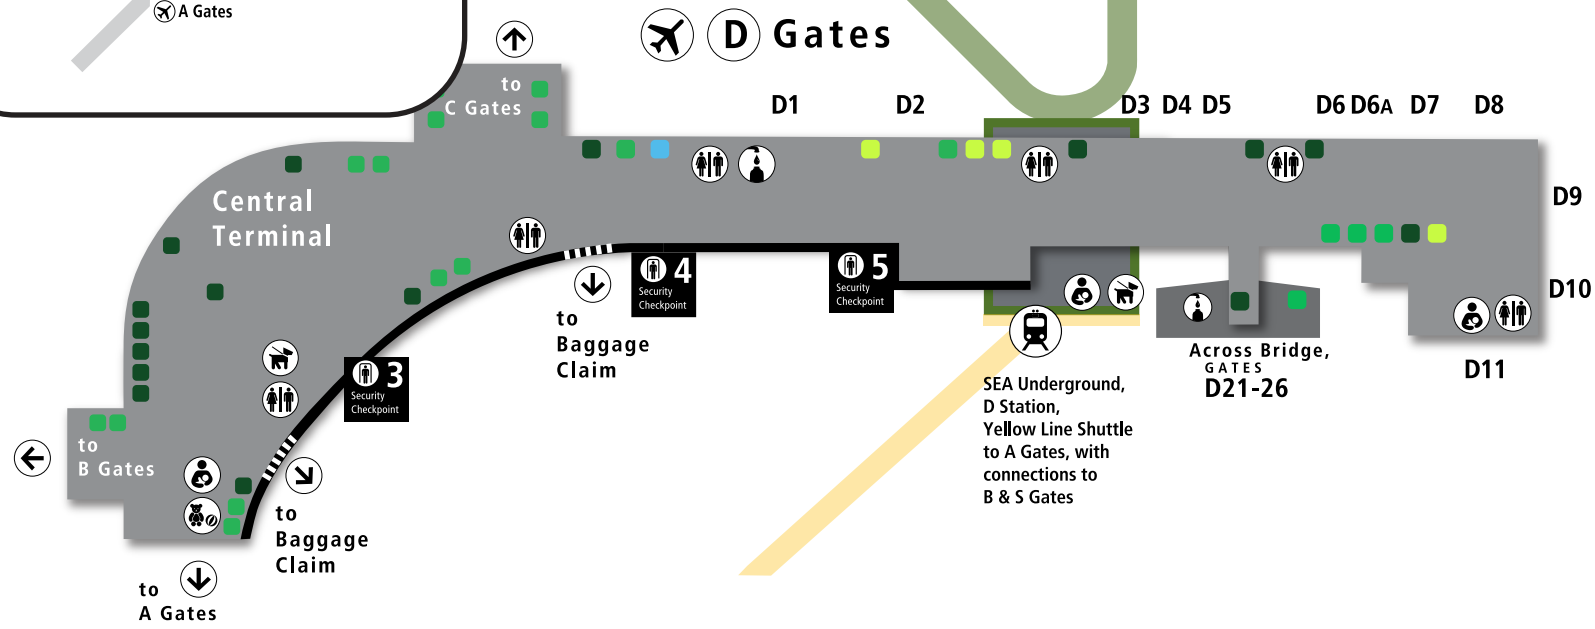 A Gates
D Gates
to
C Gates
D1
D2
D3
D4
D5
D6
D6A
D7
D8
Central
Terminal
D9
4
Security
Checkpoint
5
Security
Checkpoint
D10
to
Baggage
Claim
3
Security
Checkpoint
Across Bridge,
GATES
D21-26
D11
SEA Underground,
D Station,
Yellow Line Shuttle
to A Gates, with
connections to
B & S Gates
to
B Gates
to
Baggage
Claim
to
A Gates